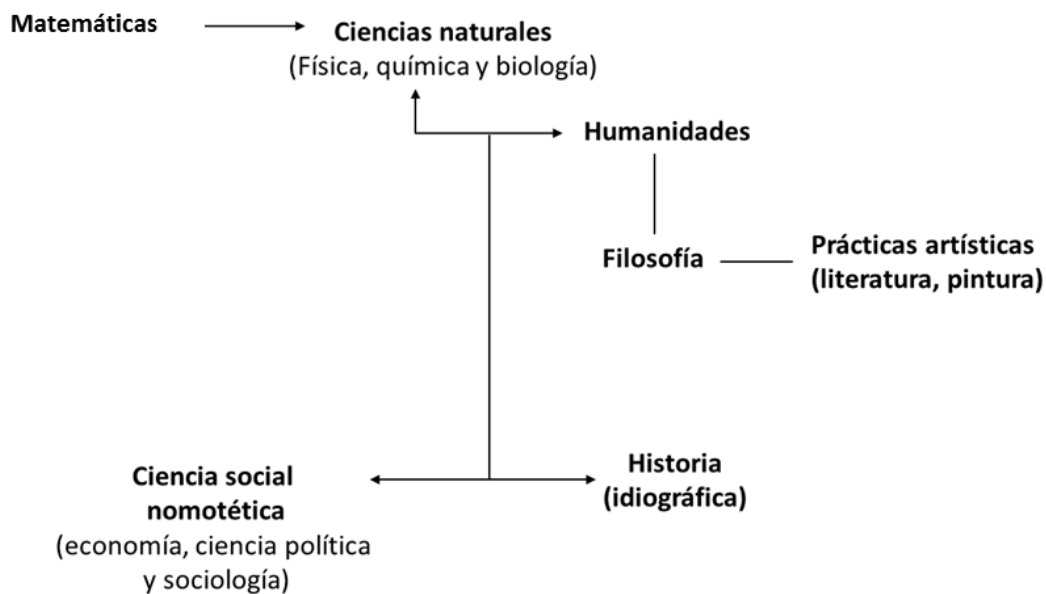 Matemáticas
Ciencias naturales
(Física, química y biología)
Humanidades
Filosofía
Prácticas artísticas
(literatura, pintura)
Ciencia social
nomotética
(economía, ciencia política
y sociología)
Historia
(idiográfica)